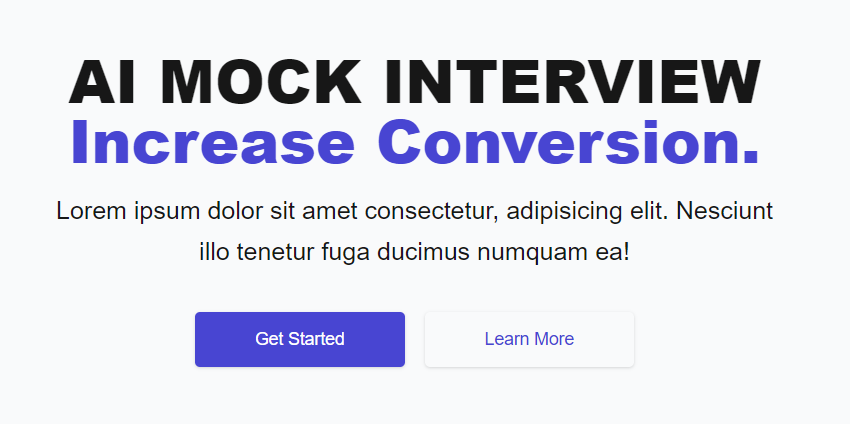 AI MOCK INTERVIEW
Increase Conversion.
Lorem ipsum dolor sit amet consectetur, adipisicing elit. Nesciunt
illo tenetur fuga ducimus numquam ea!
Get Started
Learn More